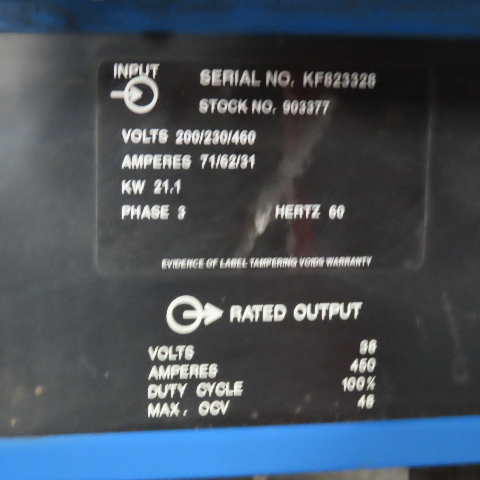 INPUT
SERIAL NO. KF823328
STOCK NO. 903377
VOLTS 200/230/460
AMPERES 71/62/31
KW 21.1
PHASE 3 HERTZ 60
EVIDENCE OF LABEL TAMPERING VOIDS WARRANTY
RATED OUTPUT
VOLTS 38
AMPERES 450
DUTY CYCLE 100%
MAX. OCV 48